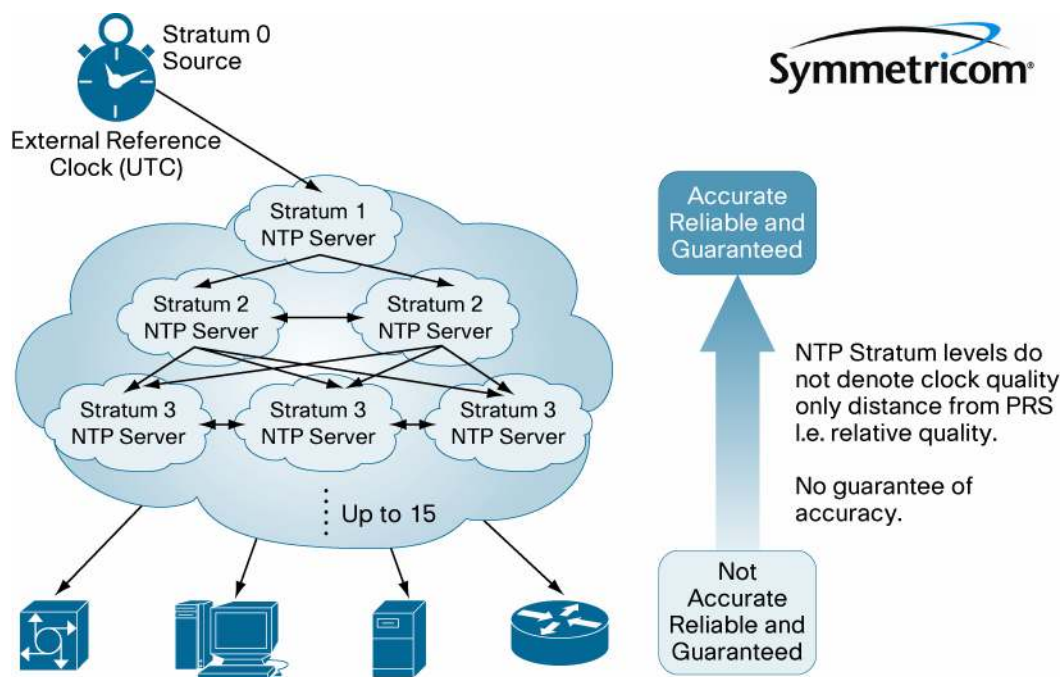 Stratum 0
Source
Symmetricom®
External Reference
Clock (UTC)
Stratum 1
NTP Server
Stratum 2
NTP Server
Stratum 2
NTP Server
Stratum 3
NTP Server
Stratum 3
NTP Server
Stratum 3
NTP Server
Up to 15
Accurate
Reliable and
Guaranteed
NTP Stratum levels do
not denote clock quality
only distance from PRS
I.e. relative quality.
No guarantee of
accuracy.
Not
Accurate
Reliable and
Guaranteed